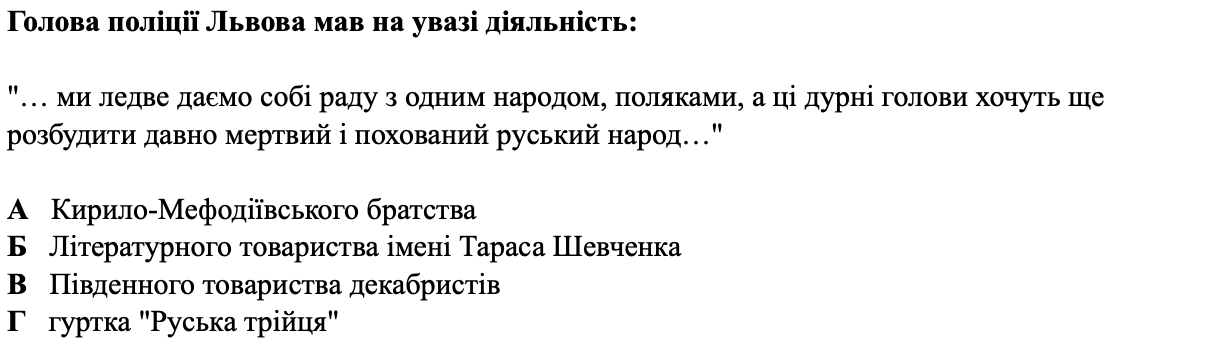 Голова поліції Львова мав на увазі діяльність:
"… ми ледве даємо собі раду з одним народом, поляками, а ці дурні голови хочуть ще
розбудити давно мертвий і похований руський народ…"
А Кирило-Мефодіївського братства
Б Літературного товариства імені Тараса Шевченка
В Південного товариства декабристів
Г гуртка "Руська трійця"